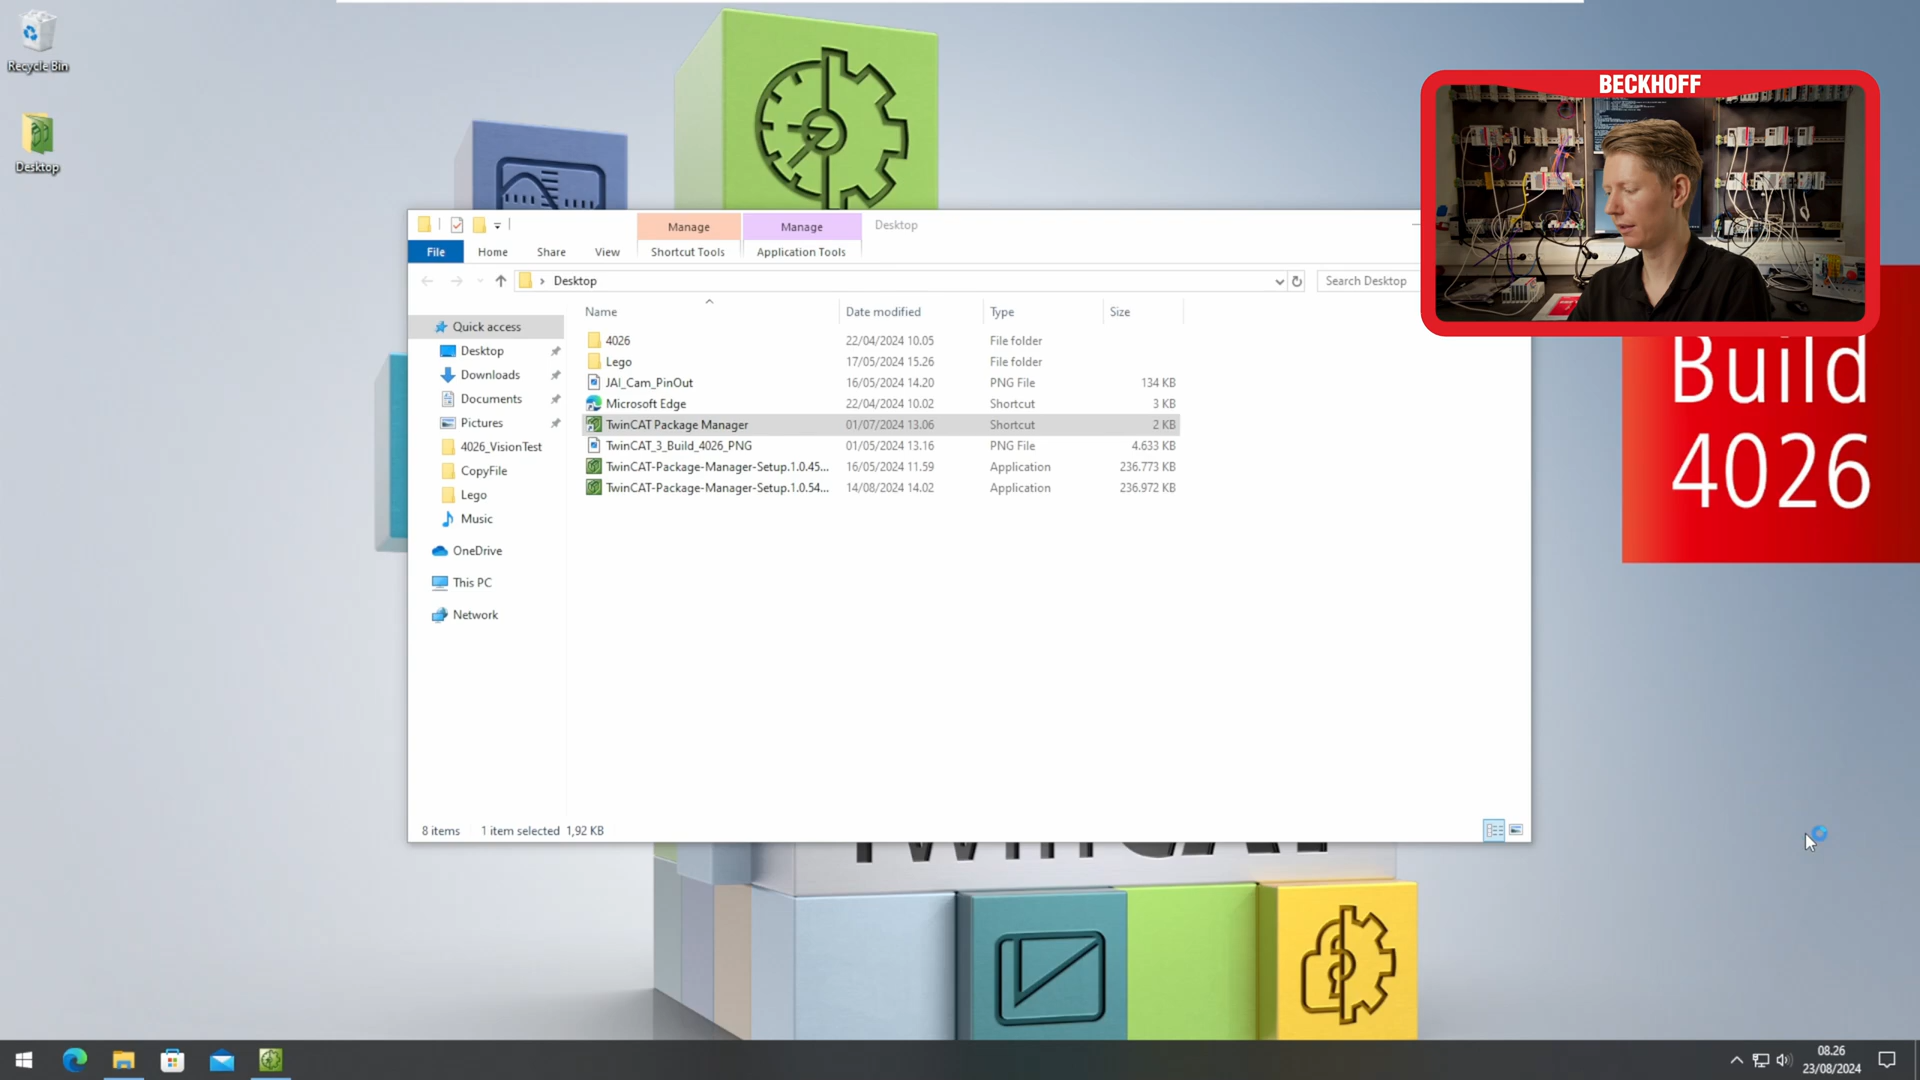 Recycle Bin
Desktop
BECKHOFF
Manage
Manage
Desktop
File
Home
Share
View
Shortcut Tools
Application Tools
Desktop
Search Desktop
Name
Date modified
Type
Size
Quick access
Desktop
Downloads
Documents
Pictures
4026_VisionTest
CopyFile
Lego
Music
OneDrive
This PC
Network
4026 22/04/2024 10.05 File folder
Lego 17/05/2024 15.26 File folder
JAI_Cam_PinOut 16/05/2024 14.20 PNG File 134 KB
Microsoft Edge 22/04/2024 10.02 Shortcut 3 KB
TwinCAT Package Manager 01/07/2024 13.06 Shortcut 2 KB
TwinCAT_3_Build_4026_PNG 01/05/2024 13.16 PNG File 4.633 KB
TwinCAT-Package-Manager-Setup.1.0.45... 16/05/2024 11.59 Application 236.773 KB
TwinCAT-Package-Manager-Setup.1.0.54... 14/08/2024 14.02 Application 236.972 KB
8 items 1 item selected 1,92 KB
Build
4026
TwinCAT
08.26
23/08/2024